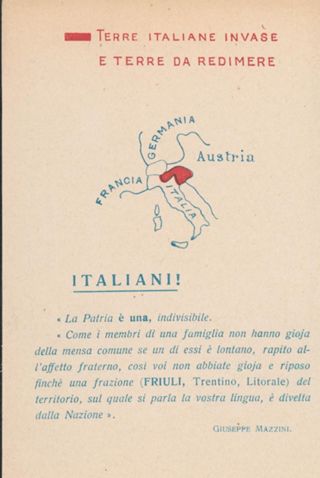 TERRE ITALIANE INVASE
E TERRE DA REDIMERE
GERMANIA
Austria
FRANCIA
ITALIA
ITALIANI!
« La Patria è una, indivisibile.
« Come i membri di una famiglia non hanno gioja
della mensa comune se un di essi è lontano, rapito al-
l'affetto fraterno, così voi non abbiate gioja e riposo
finchè una frazione (FRIULI, Trentino, Litorale) del
territorio, sul quale si parla la vostra lingua, è divelta
dalla Nazione ».
GIUSEPPE MAZZINI.